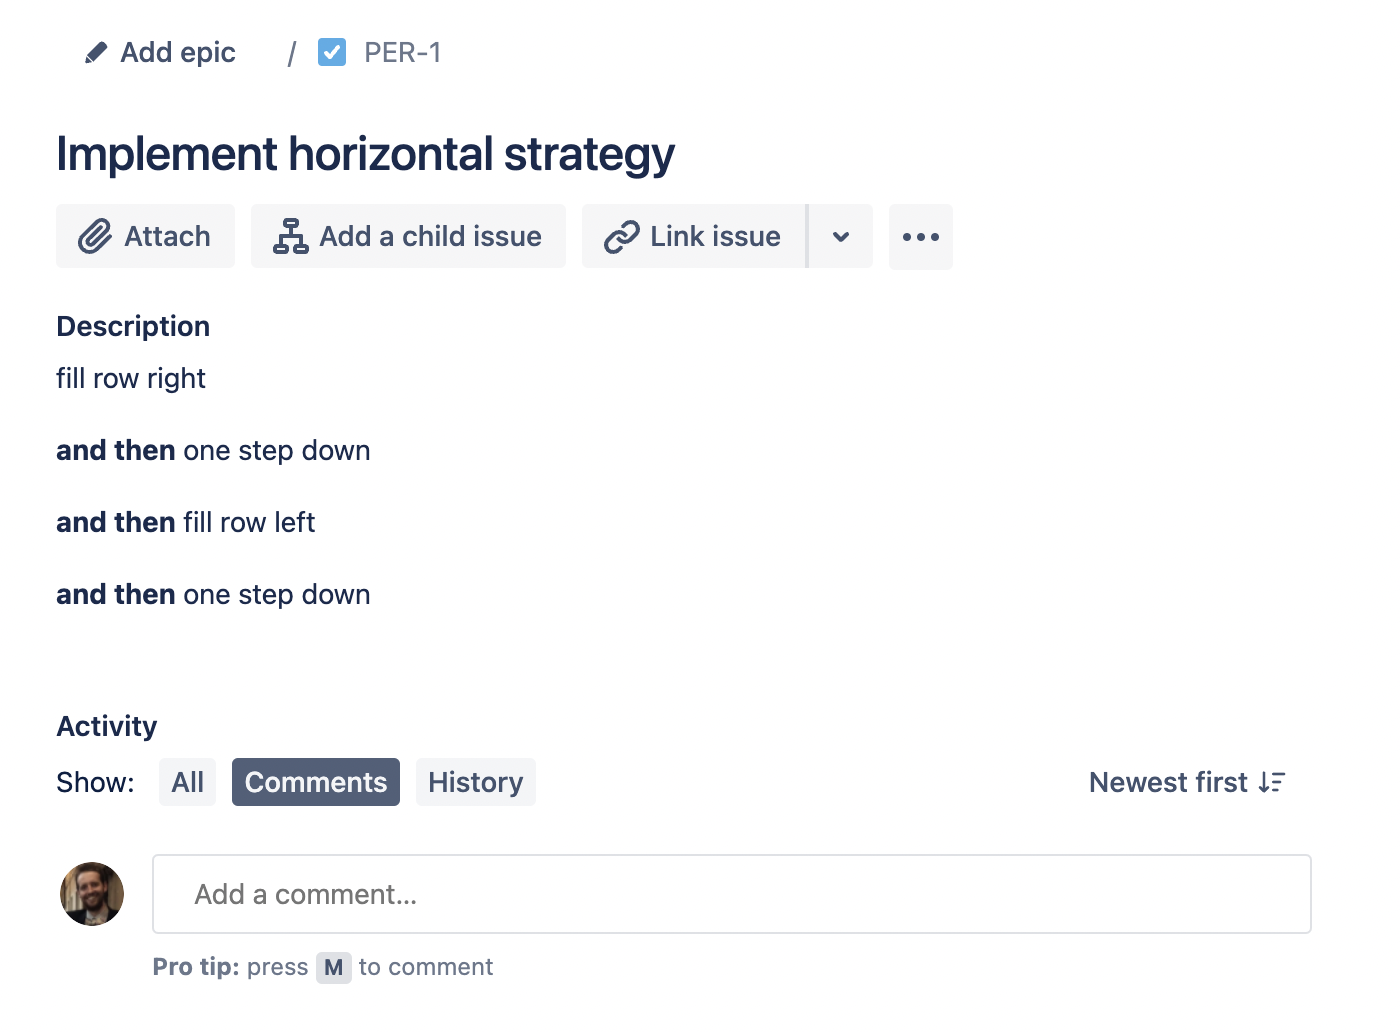 Add epic / PER-1
Implement horizontal strategy
Attach Add a child issue Link issue
Description
fill row right
and then one step down
and then fill row left
and then one step down
Activity
Show: All Comments History Newest first
Add a comment...
Pro tip: press M to comment